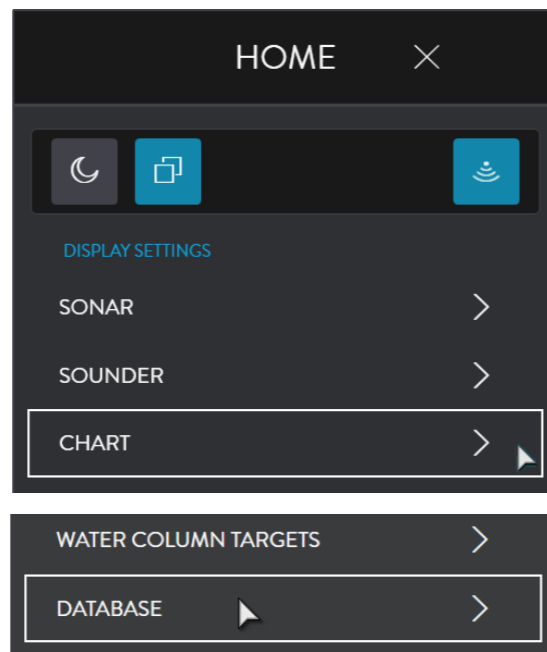 HOME
DISPLAY SETTINGS
SONAR
SOUNDER
CHART
WATER COLUMN TARGETS
DATABASE